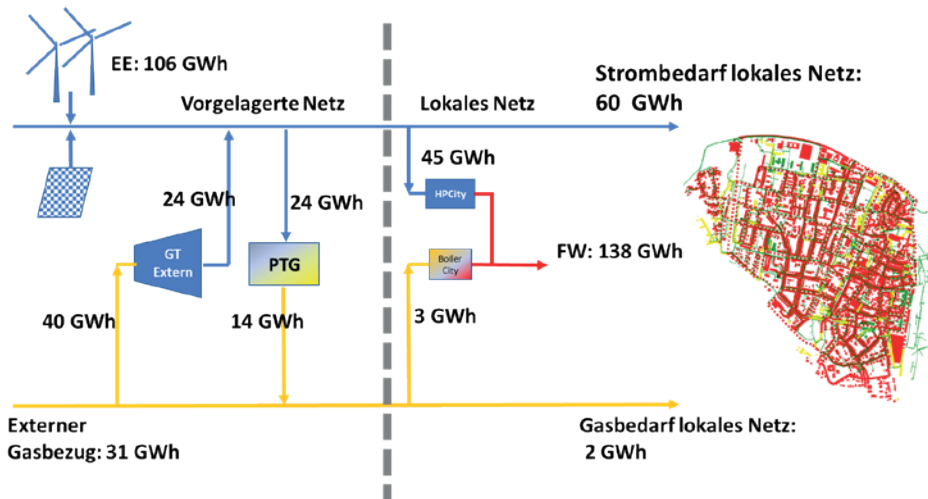 EE: 106 GWh
Strombedarf lokales Netz:
60 GWh
Vorgelagerte Netz
Lokales Netz
45 GWh
HPCity
24 GWh
24 GWh
GT
Extern
PTG
Boiler
City
FW: 138 GWh
40 GWh
14 GWh
3 GWh
Externer
Gasbezug: 31 GWh
Gasbedarf lokales Netz:
2 GWh